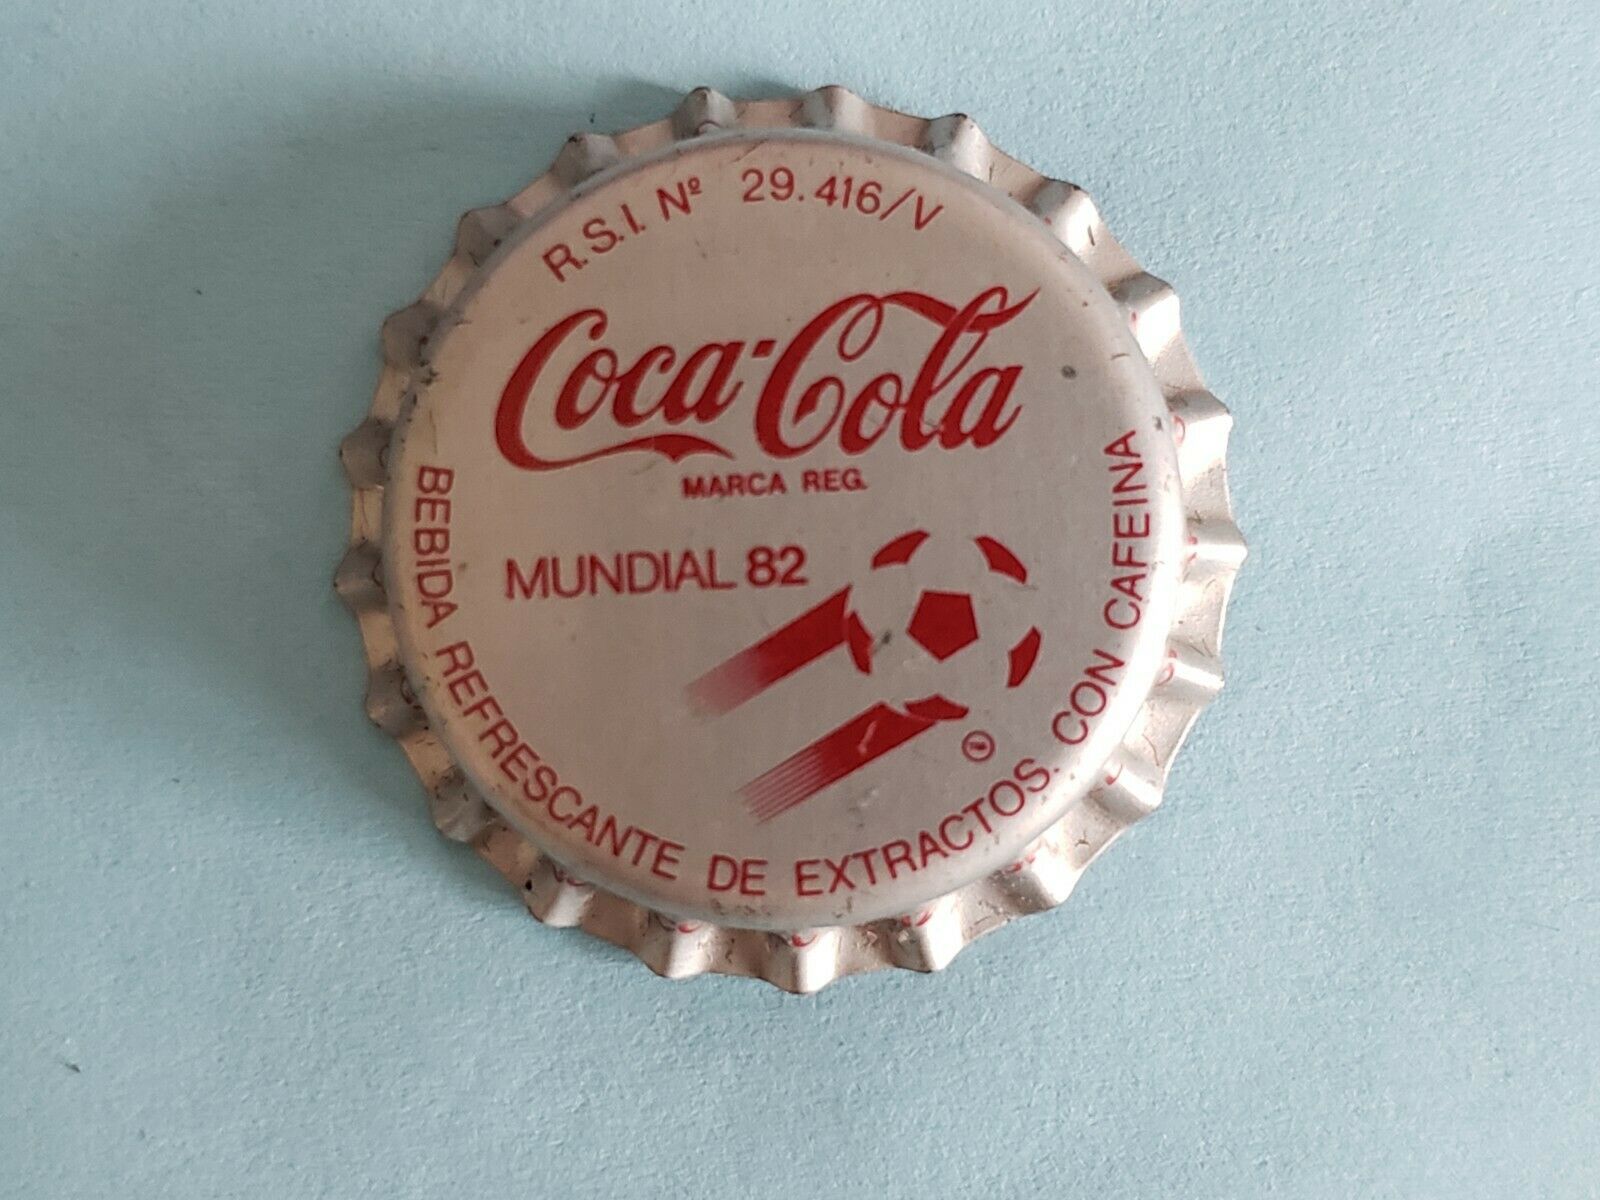 R.S.I. Nº 29.416/V
Coca-Cola
MARCA REG.
MUNDIAL 82
BEBIDA REFRESCANTE DE EXTRACTOS. CON CAFEINA